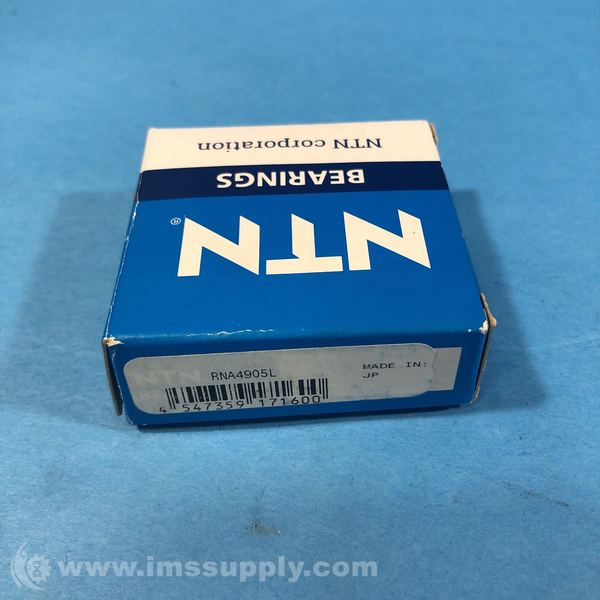 NTN corporation
BEARINGS
NTN®
RNA4905L
MADE IN:
JP
4 547359 171600
www.imssupply.com